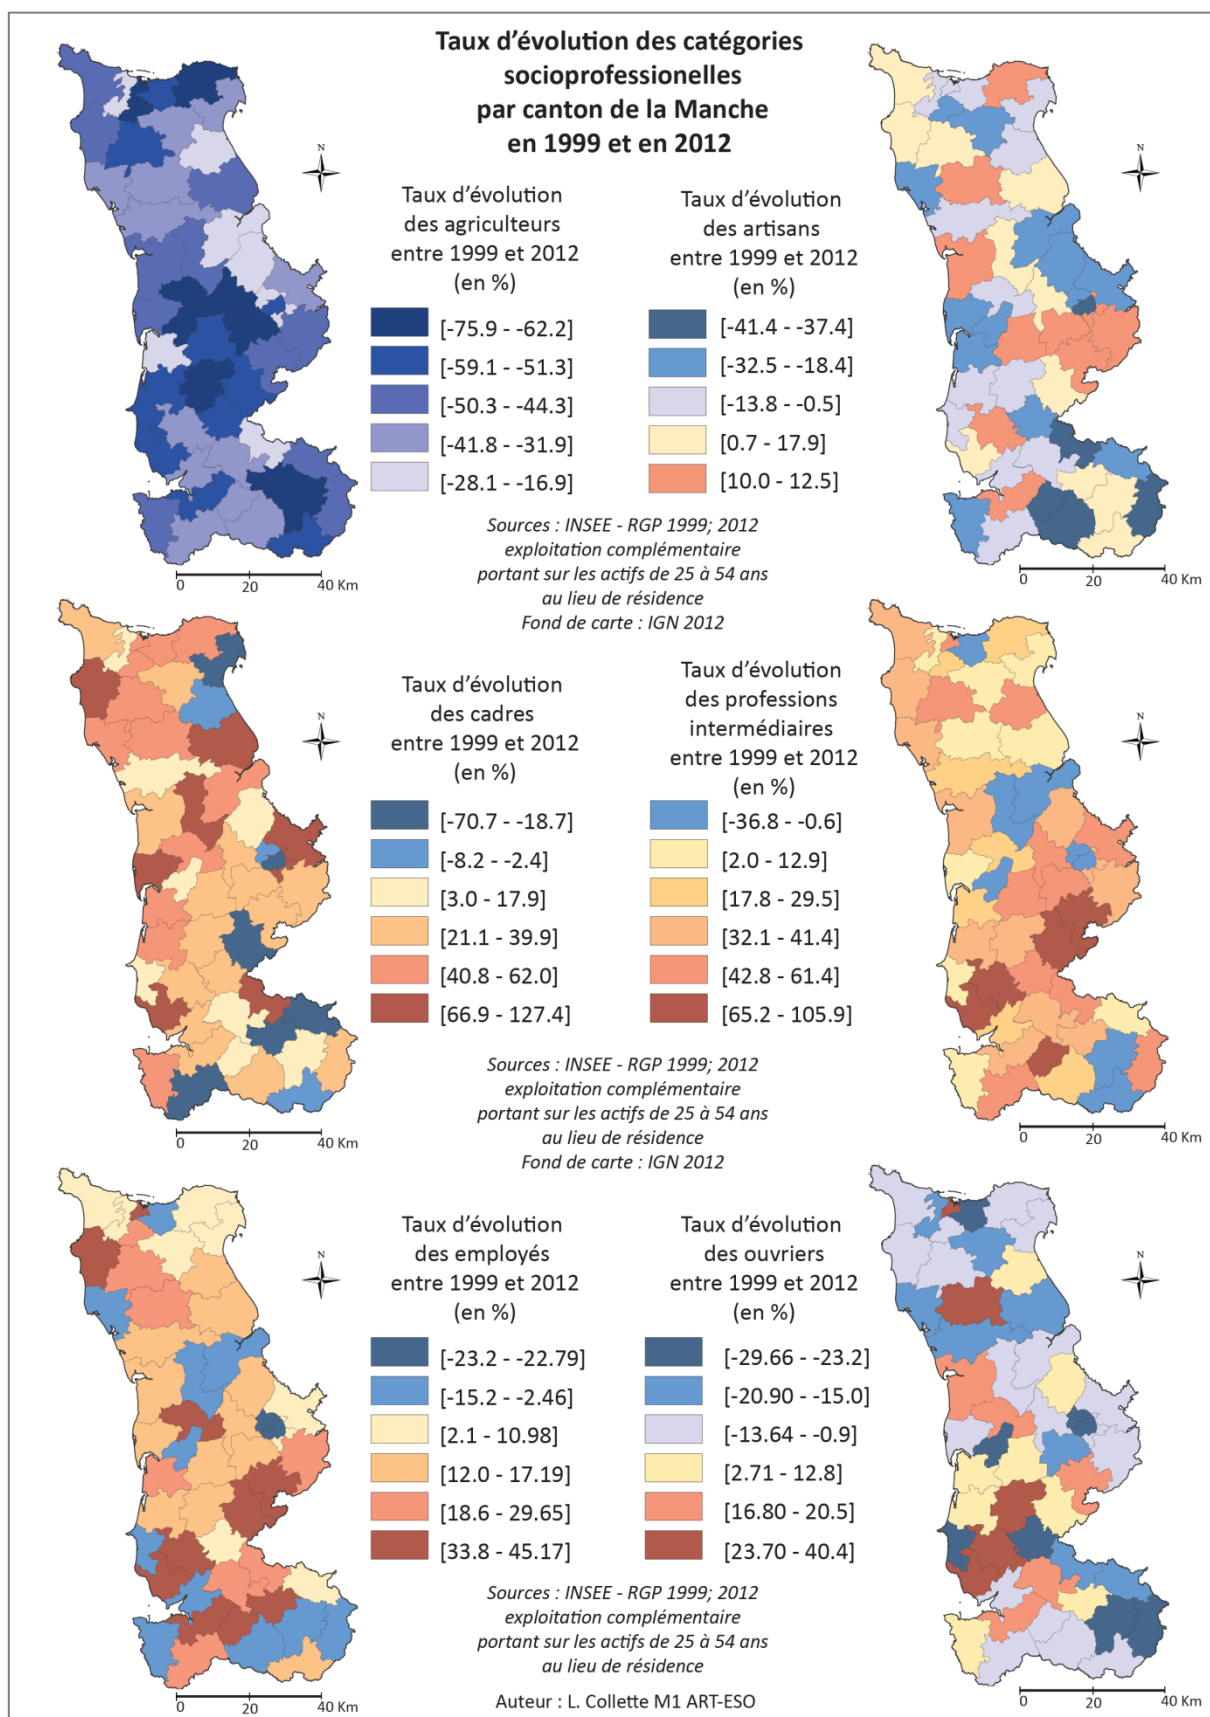 Taux d'évolution des catégories
socioprofessionelles
par canton de la Manche
en 1999 et en 2012
N
N
Taux d'évolution
des agriculteurs
entre 1999 et 2012
(en %)
[-75.9 - -62.2]
[-59.1 - -51.3]
[-50.3 - -44.3]
[-41.8 - -31.9]
[-28.1 - -16.9]
Taux d'évolution
des artisans
entre 1999 et 2012
(en %)
[-41.4 - -37.4]
[-32.5 - -18.4]
[-13.8 - -0.5]
[0.7 - 17.9]
[10.0 - 12.5]
Sources : INSEE - RGP 1999; 2012
exploitation complémentaire
portant sur les actifs de 25 à 54 ans
au lieu de résidence
Fond de carte : IGN 2012
0 20 40 Km
0 20 40 Km
N
N
Taux d'évolution
des cadres
entre 1999 et 2012
(en %)
[-70.7 - -18.7]
[-8.2 - -2.4]
[3.0 - 17.9]
[21.1 - 39.9]
[40.8 - 62.0]
[66.9 - 127.4]
Taux d'évolution
des professions
intermédiaires
entre 1999 et 2012
(en %)
[-36.8 - -0.6]
[2.0 - 12.9]
[17.8 - 29.5]
[32.1 - 41.4]
[42.8 - 61.4]
[65.2 - 105.9]
Sources : INSEE - RGP 1999; 2012
exploitation complémentaire
portant sur les actifs de 25 à 54 ans
au lieu de résidence
Fond de carte : IGN 2012
0 20 40 Km
0 20 40 Km
N
N
Taux d'évolution
des employés
entre 1999 et 2012
(en %)
[-23.2 - -22.79]
[-15.2 - -2.46]
[2.1 - 10.98]
[12.0 - 17.19]
[18.6 - 29.65]
[33.8 - 45.17]
Taux d'évolution
des ouvriers
entre 1999 et 2012
(en %)
[-29.66 - -23.2]
[-20.90 - -15.0]
[-13.64 - -0.9]
[2.71 - 12.8]
[16.80 - 20.5]
[23.70 - 40.4]
Sources : INSEE - RGP 1999; 2012
exploitation complémentaire
portant sur les actifs de 25 à 54 ans
au lieu de résidence
Auteur : L. Collette M1 ART-ESO
0 20 40 Km
0 20 40 Km